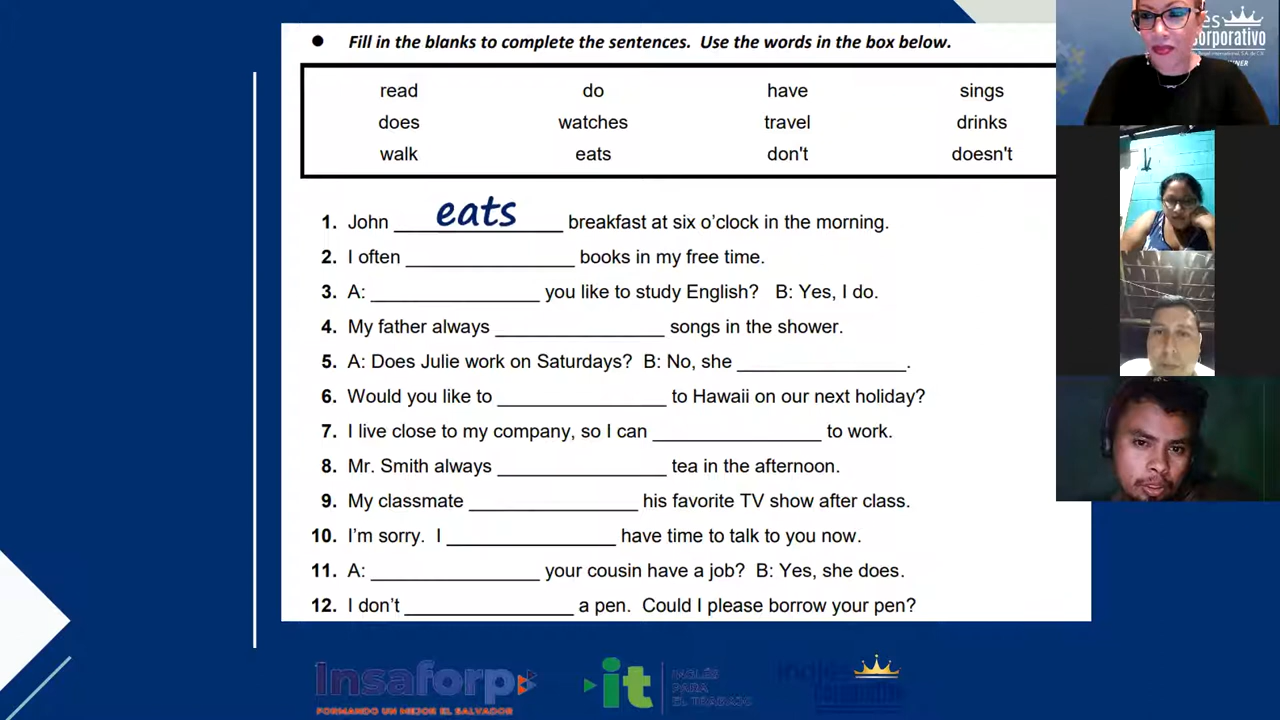 és
corporativo
● Fill in the blanks to complete the sentences. Use the words in the box below.
read do have sings
does watches travel drinks
walk eats don't doesn't
1. John eats breakfast at six o'clock in the morning.
2. I often ________________ books in my free time.
3. A: ________________ you like to study English? B: Yes, I do.
4. My father always ________________ songs in the shower.
5. A: Does Julie work on Saturdays? B: No, she ________________.
6. Would you like to ________________ to Hawaii on our next holiday?
7. I live close to my company, so I can ________________ to work.
8. Mr. Smith always ________________ tea in the afternoon.
9. My classmate ________________ his favorite TV show after class.
10. I'm sorry. I ________________ have time to talk to you now.
11. A: ________________ your cousin have a job? B: Yes, she does.
12. I don't ________________ a pen. Could I please borrow your pen?
Insaforp
FORMANDO UN MEJOR EL SALVADOR
it
INGLÉS
PARA
EL TRABAJO
Inglés
corporativo